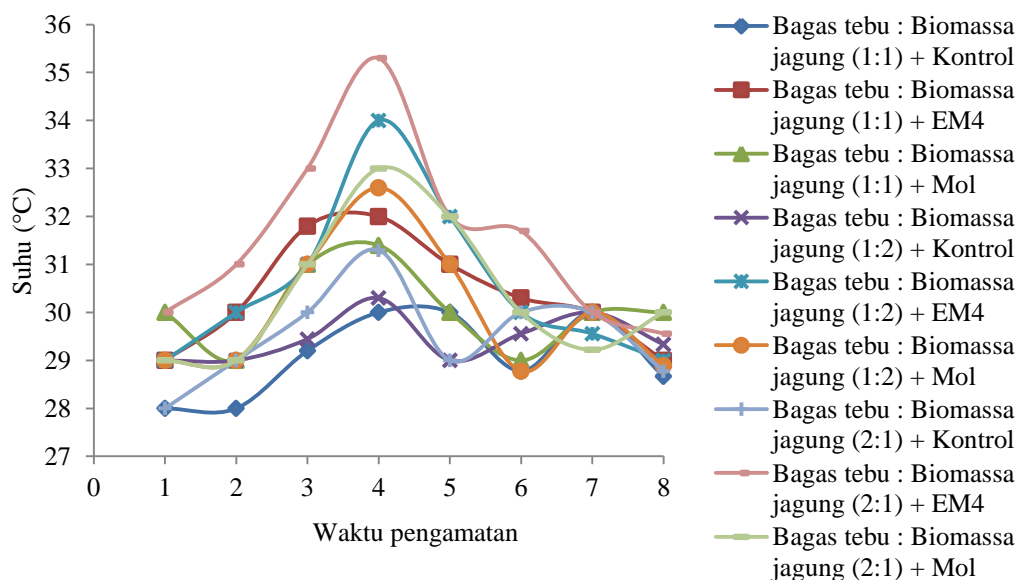 36
35
34
33
32
31
30
29
28
27
Suhu (°C)
0 1 2 3 4 5 6 7 8
Waktu pengamatan
Bagas tebu : Biomassa
jagung (1:1) + Kontrol
Bagas tebu : Biomassa
jagung (1:1) + EM4
Bagas tebu : Biomassa
jagung (1:1) + Mol
Bagas tebu : Biomassa
jagung (1:2) + Kontrol
Bagas tebu : Biomassa
jagung (1:2) + EM4
Bagas tebu : Biomassa
jagung (1:2) + Mol
Bagas tebu : Biomassa
jagung (2:1) + Kontrol
Bagas tebu : Biomassa
jagung (2:1) + EM4
Bagas tebu : Biomassa
jagung (2:1) + Mol